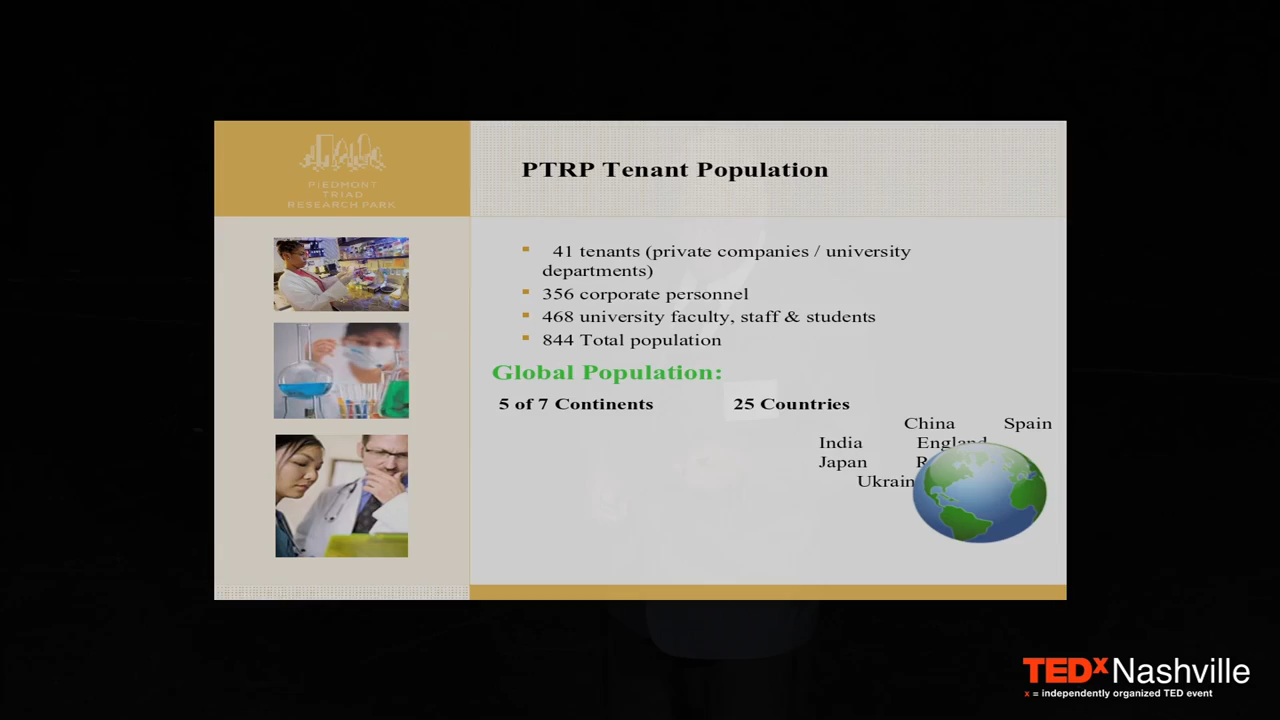 PIEDMONT
TRIAD
RESEARCH PARK
PTRP Tenant Population
41 tenants (private companies / university
departments)
356 corporate personnel
468 university faculty, staff & students
844 Total population
Global Population:
5 of 7 Continents 25 Countries
China Spain
India England
Japan
TEDxNashville
x = independently organized TED event